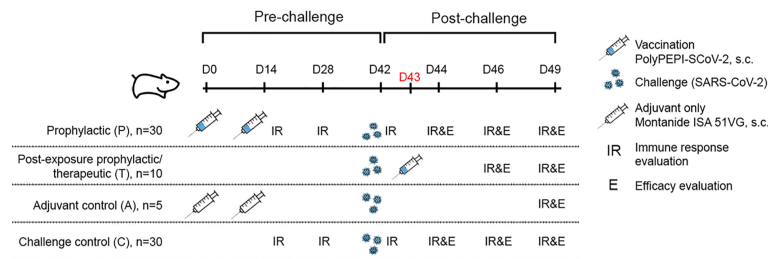 Pre-challenge
Post-challenge
D0 D14 D28 D42 D43 D44 D46 D49
Prophylactic (P), n=30 IR IR IR IR&E IR&E IR&E
Post-exposure prophylactic/
therapeutic (T), n=10 IR&E IR&E
Adjuvant control (A), n=5 IR&E
Challenge control (C), n=30 IR IR IR IR&E IR&E IR&E
Vaccination
PolyPEPI-SCoV-2, s.c.
Challenge (SARS-CoV-2)
Adjuvant only
Montanide ISA 51VG, s.c.
IR Immune response
evaluation
E Efficacy evaluation